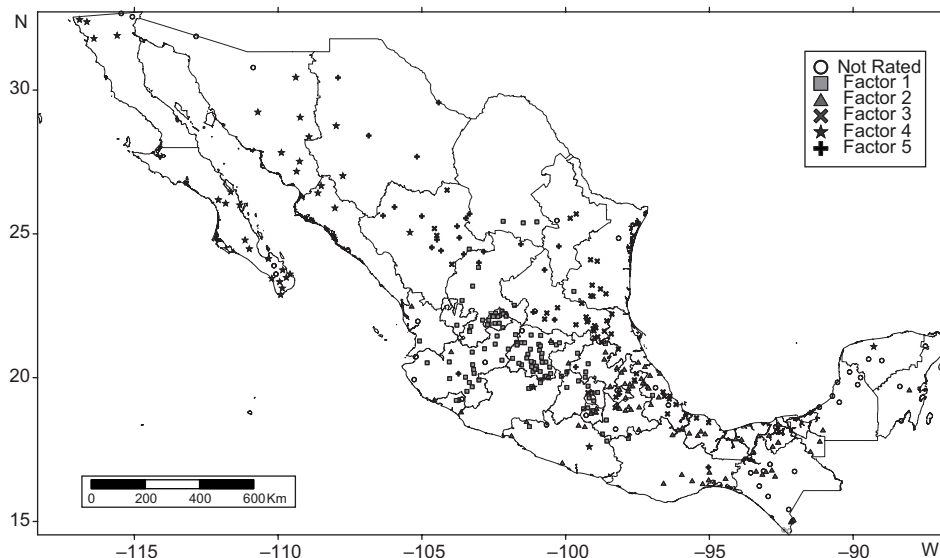 N
30
25
20
15
Not Rated
Factor 1
Factor 2
Factor 3
Factor 4
Factor 5
0 200 400 600 Km
–115 –110 –105 –100 –95 –90 W